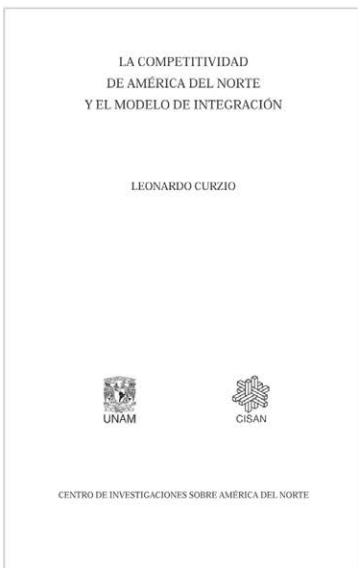 LA COMPETITIVIDAD
DE AMÉRICA DEL NORTE
Y EL MODELO DE INTEGRACIÓN
LEONARDO CURZIO
UNAM
CISAN
CENTRO DE INVESTIGACIONES SOBRE AMÉRICA DEL NORTE